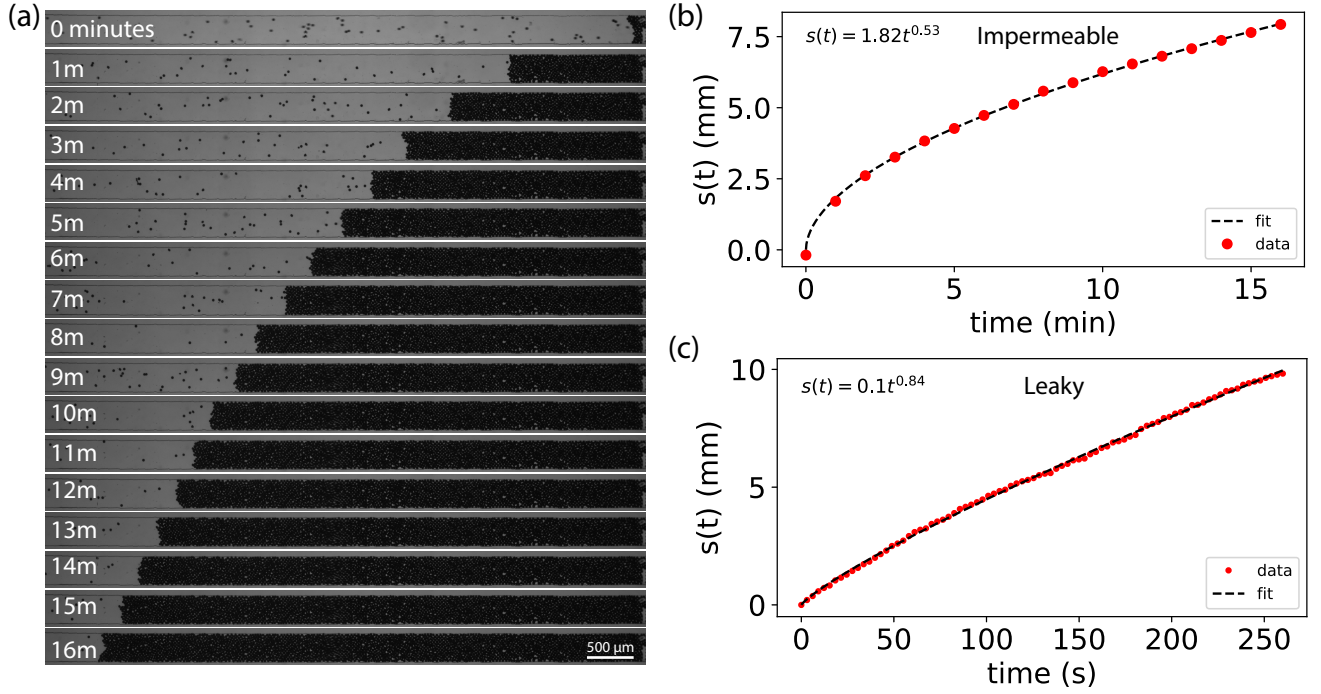 (a)
0 minutes
1m
2m
3m
4m
5m
6m
7m
8m
9m
10m
11m
12m
13m
14m
15m
16m
500 μm
(b)
s(t) = 1.82t^0.53
Impermeable
7.5
5.0
2.5
0.0
s(t) (mm)
fit
data
0 5 10 15
time (min)
(c)
s(t) = 0.1t^0.84
Leaky
10
5
0
s(t) (mm)
data
fit
0 50 100 150 200 250
time (s)